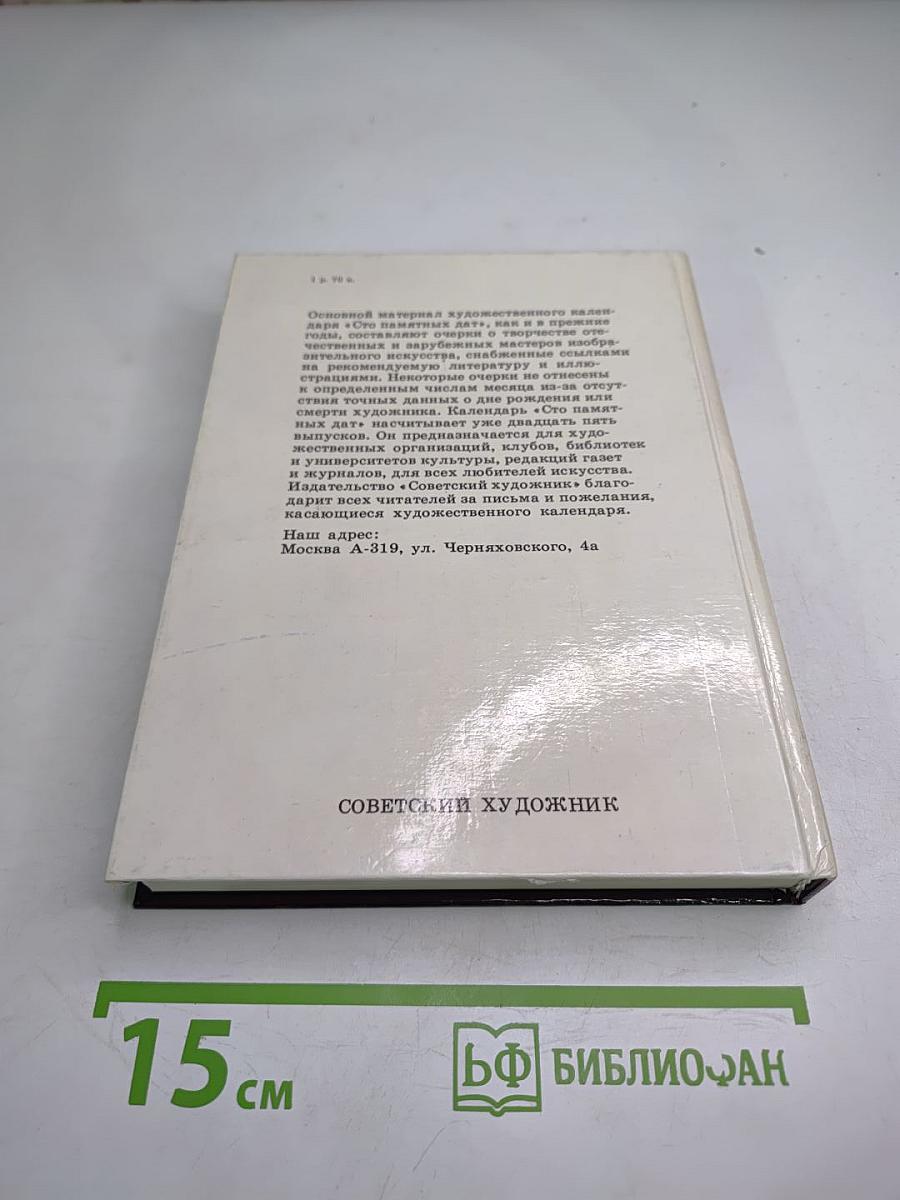 1 р. 70 к.
Основной материал художественного кален-
даря «Сто памятных дат», как и в прежние
годы, составляют очерки о творчестве оте-
чественных и зарубежных мастеров изобра-
зительного искусства, снабженные ссылками
на рекомендуемую литературу и иллю-
страциями. Некоторые очерки не отнесены
к определенным числам месяца из-за отсут-
ствия точных данных о дне рождения или
смерти художника. Календарь «Сто памят-
ных дат» насчитывает уже двадцать пять
выпусков. Он предназначается для худо-
жественных организаций, клубов, библиотек
и университетов культуры, редакций газет
и журналов, для всех любителей искусства.
Издательство «Советский художник» благо-
дарит всех читателей за письма и пожелания,
касающиеся художественного календаря.
Наш адрес:
Москва А-319, ул. Черняховского, 4а
СОВЕТСКИЙ ХУДОЖНИК
15 см
БФ БИБЛИОФАН